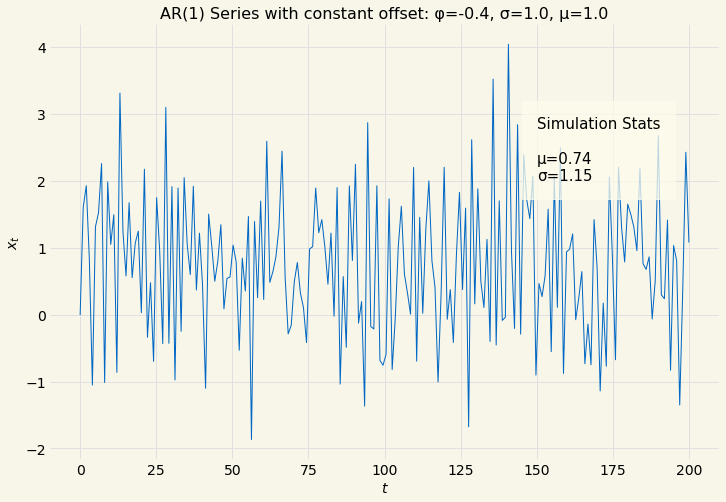 AR(1) Series with constant offset: φ=-0.4, σ=1.0, μ=1.0
4
3
2
1
0
−1
−2
x_t
Simulation Stats
μ=0.74
σ=1.15
0 25 50 75 100 125 150 175 200
t